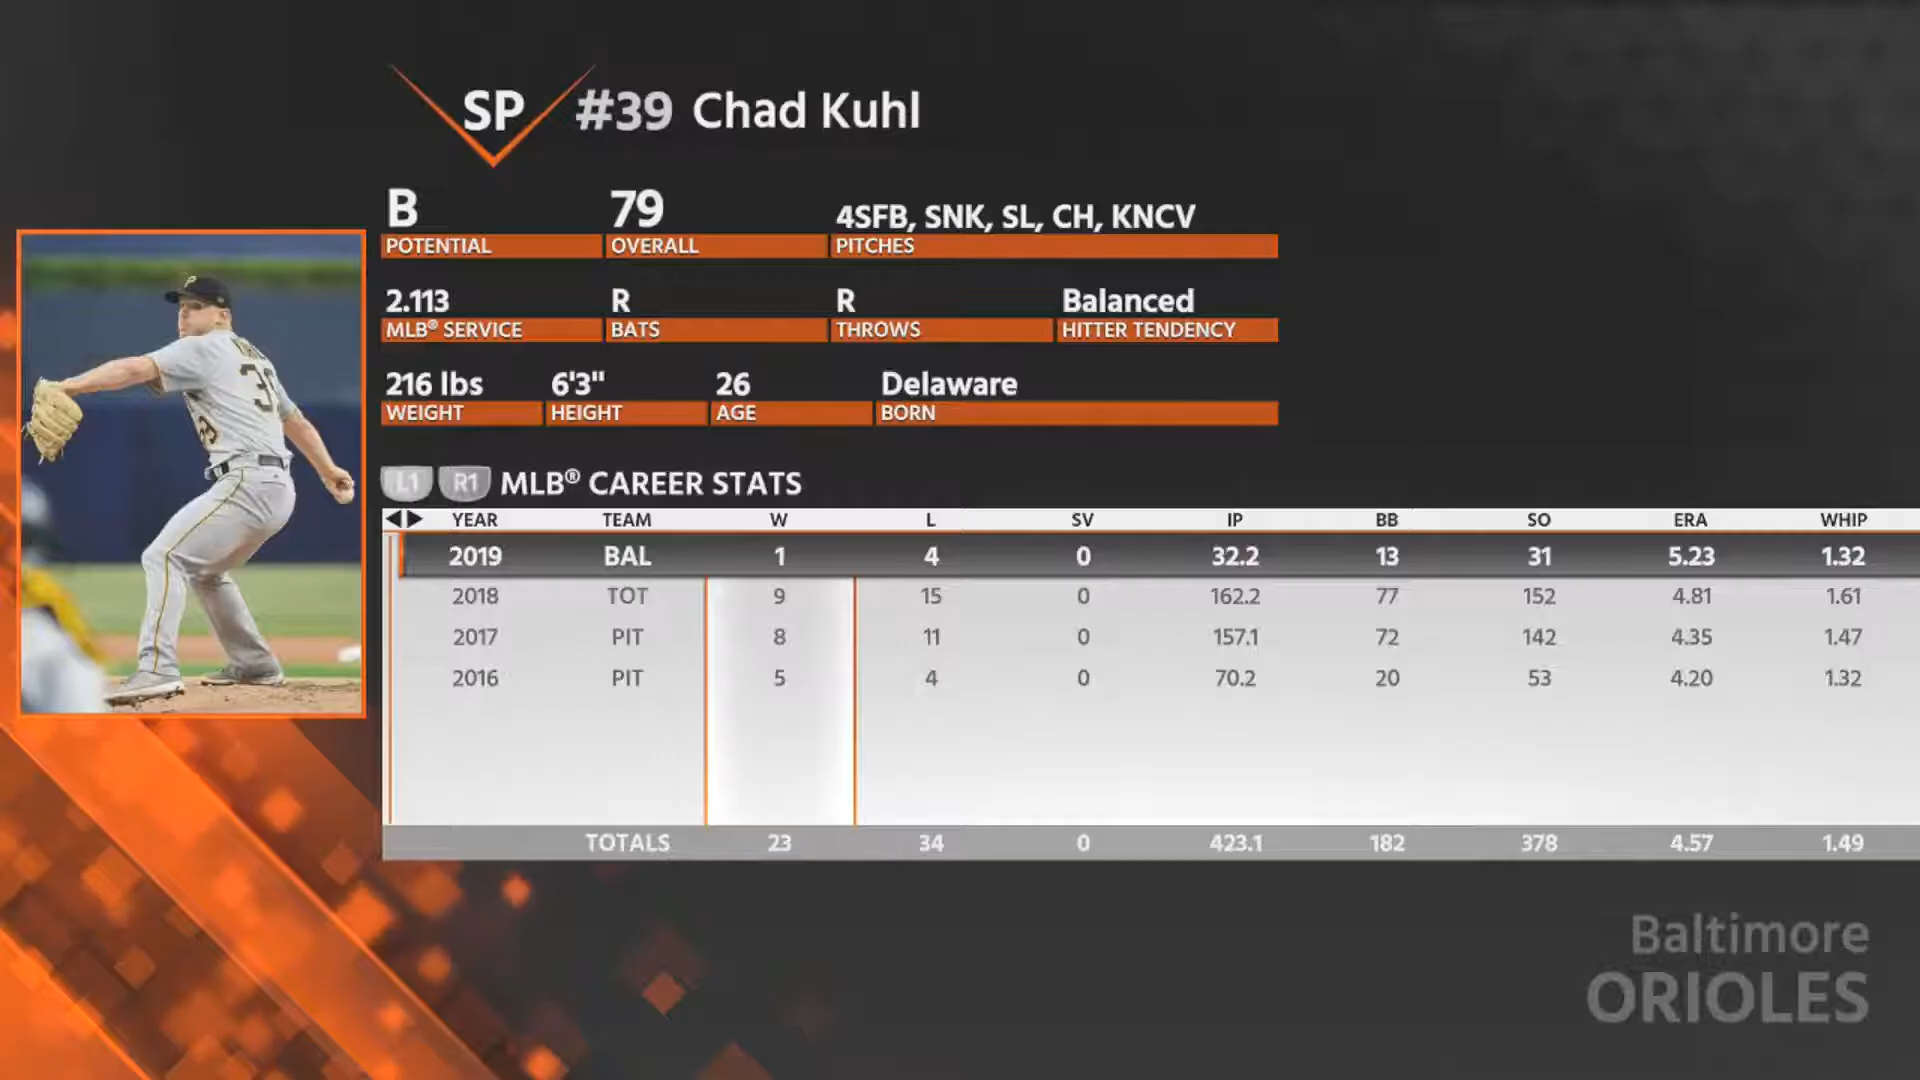 SP #39 Chad Kuhl
B 79 4SFB, SNK, SL, CH, KNCV
POTENTIAL OVERALL PITCHES
2.113 R R Balanced
MLB® SERVICE BATS THROWS HITTER TENDENCY
216 lbs 6'3" 26 Delaware
WEIGHT HEIGHT AGE BORN
L1 R1 MLB® CAREER STATS
YEAR TEAM W L SV IP BB SO ERA WHIP
2019 BAL 1 4 0 32.2 13 31 5.23 1.32
2018 TOT 9 15 0 162.2 77 152 4.81 1.61
2017 PIT 8 11 0 157.1 72 142 4.35 1.47
2016 PIT 5 4 0 70.2 20 53 4.20 1.32
TOTALS 23 34 0 423.1 182 378 4.57 1.49
Baltimore
ORIOLES